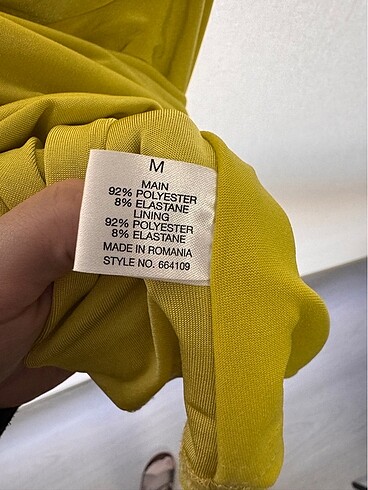 M
MAIN
92% POLYESTER
8% ELASTANE
LINING
92% POLYESTER
8% ELASTANE
MADE IN ROMANIA
STYLE NO. 664109